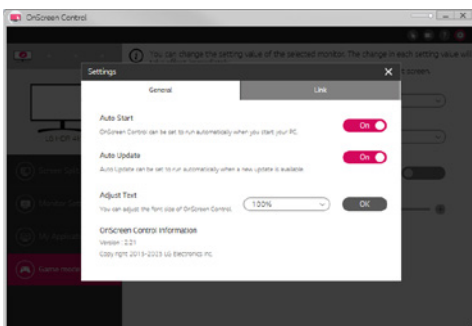 OnScreen Control
You can change the setting value of the selected monitor. The change in each setting value will
Settings
General
Link
Auto Start
On
OnScreen Control can be set to run automatically when you start your PC.
Auto Update
On
Auto Update can be set to run automatically when a new update is available.
Adjust Text
You can adjust the font size of OnScreen Control.
100%
OK
OnScreen Control Information
Version : 2.21
Copyright 2013-2023 LG Electronics Inc.
Game mode